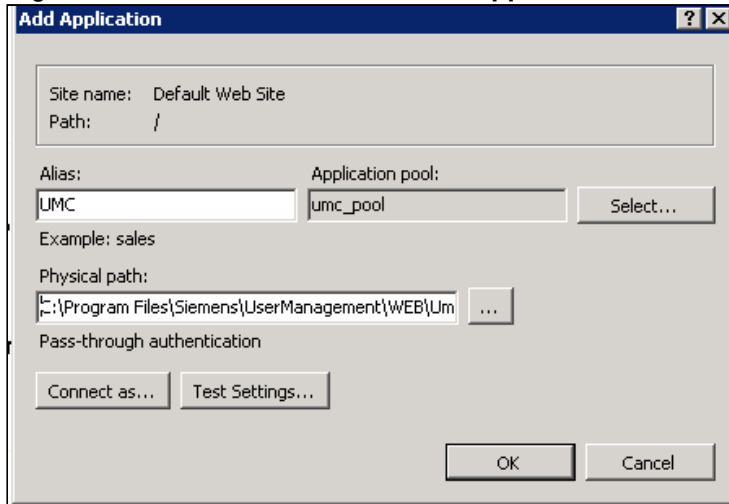 Add Application
Site name: Default Web Site
Path: /
Alias: Application pool:
UMC umc_pool Select...
Example: sales
Physical path:
C:\Program Files\Siemens\UserManagement\WEB\Um ...
Pass-through authentication
Connect as... Test Settings...
OK Cancel